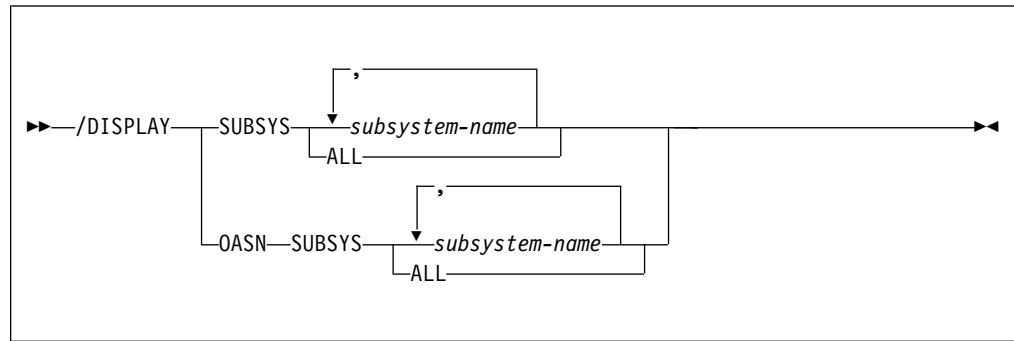 ,
/DISPLAY SUBSYS subsystem-name
ALL
,
OASN SUBSYS subsystem-name
ALL